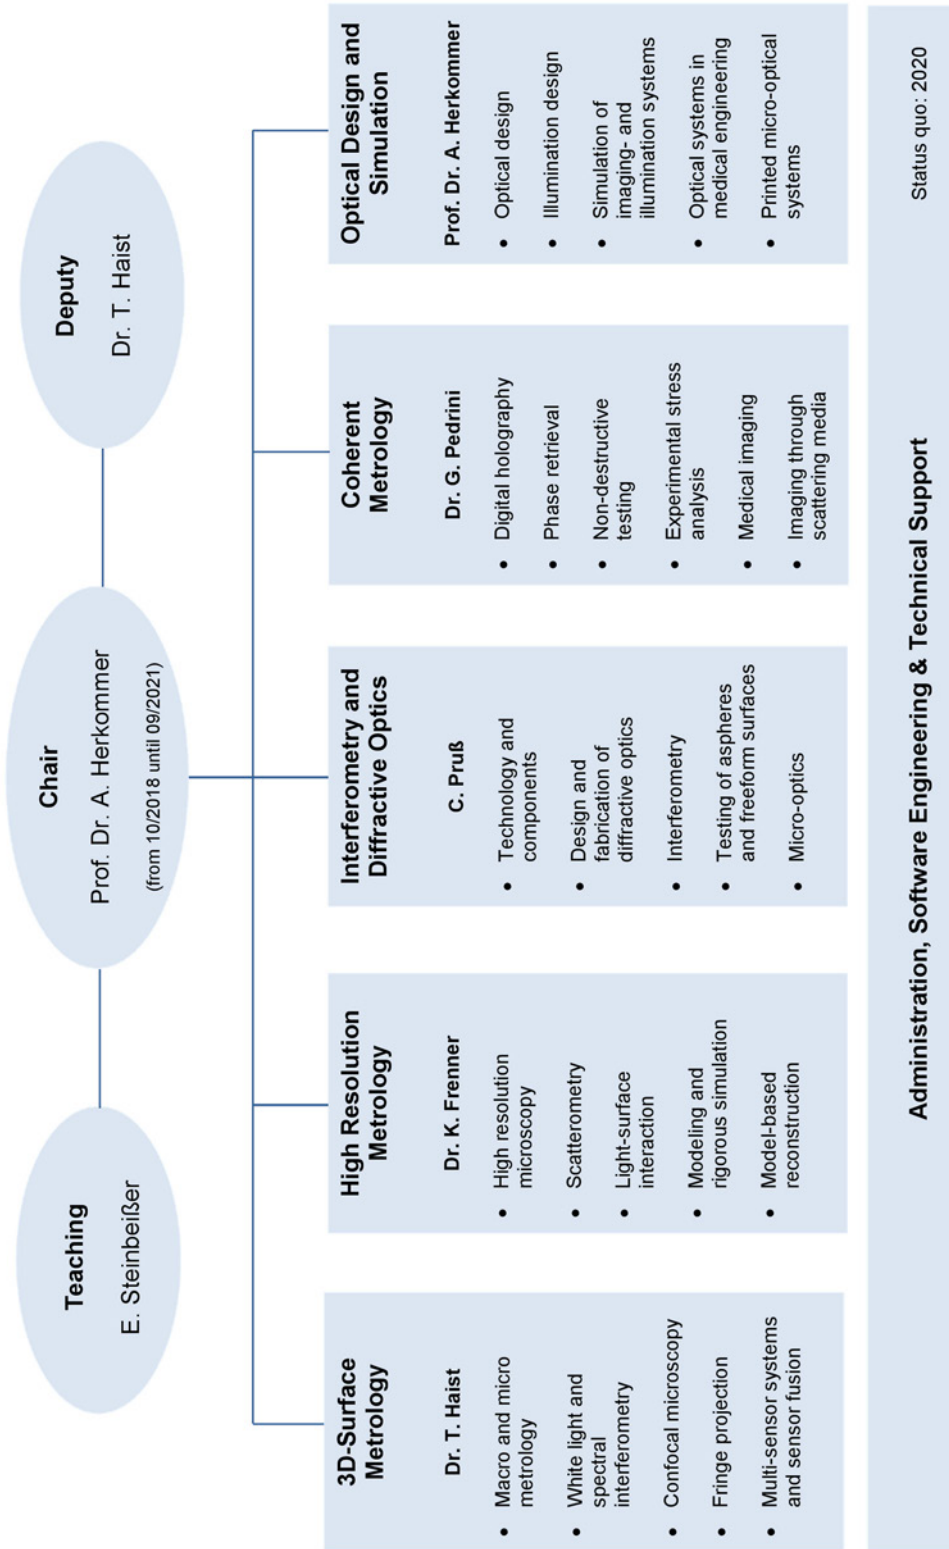 Teaching
E. Steinbeißer
Chair
Prof. Dr. A. Herkommer
(from 10/2018 until 09/2021)
Deputy
Dr. T. Haist
3D-Surface
Metrology
Dr. T. Haist
• Macro and micro
metrology
• White light and
spectral
interferometry
• Confocal microscopy
• Fringe projection
• Multi-sensor systems
and sensor fusion
High Resolution
Metrology
Dr. K. Frenner
• High resolution
microscopy
• Scatterometry
• Light-surface
interaction
• Modeling and
rigorous simulation
• Model-based
reconstruction
Interferometry and
Diffractive Optics
C. Pruß
• Technology and
components
• Design and
fabrication of
diffractive optics
• Interferometry
• Testing of aspheres
and freeform surfaces
• Micro-optics
Coherent
Metrology
Dr. G. Pedrini
• Digital holography
• Phase retrieval
• Non-destructive
testing
• Experimental stress
analysis
• Medical imaging
• Imaging through
scattering media
Optical Design and
Simulation
Prof. Dr. A. Herkommer
• Optical design
• Illumination design
• Simulation of
imaging- and
illumination systems
• Optical systems in
medical engineering
• Printed micro-optical
systems
Administration, Software Engineering & Technical Support
Status quo: 2020